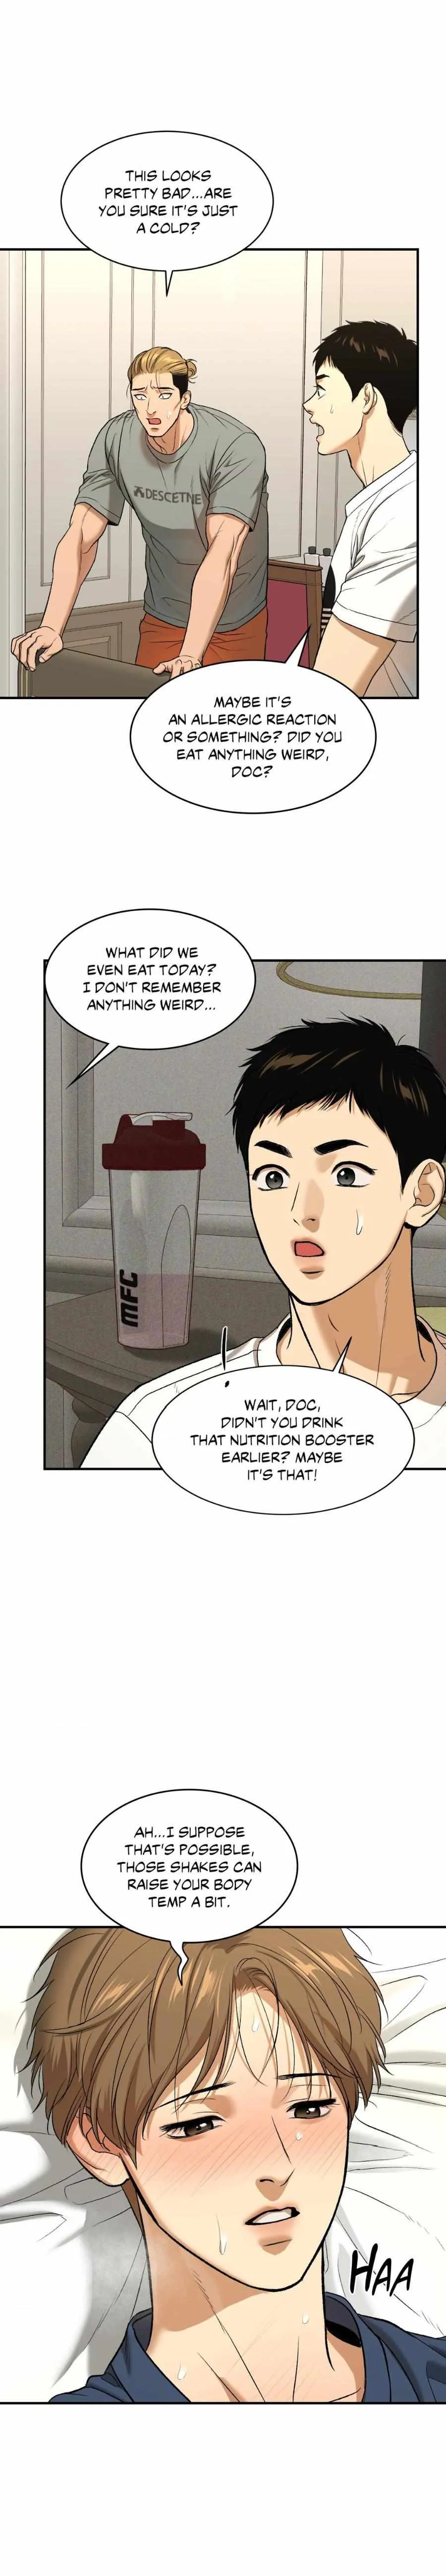 THIS LOOKS
PRETTY BAD...ARE
YOU SURE IT'S JUST
A COLD?
DESCETNE
MAYBE IT'S
AN ALLERGIC REACTION
OR SOMETHING? DID YOU
EAT ANYTHING WEIRD,
DOC?
WHAT DID WE
EVEN EAT TODAY?
I DON'T REMEMBER
ANYTHING WEIRD...
MFC
WAIT, DOC,
DIDN'T YOU DRINK
THAT NUTRITION BOOSTER
EARLIER? MAYBE
IT'S THAT!
AH...I SUPPOSE
THAT'S POSSIBLE,
THOSE SHAKES CAN
RAISE YOUR BODY
TEMP A BIT.
HAA